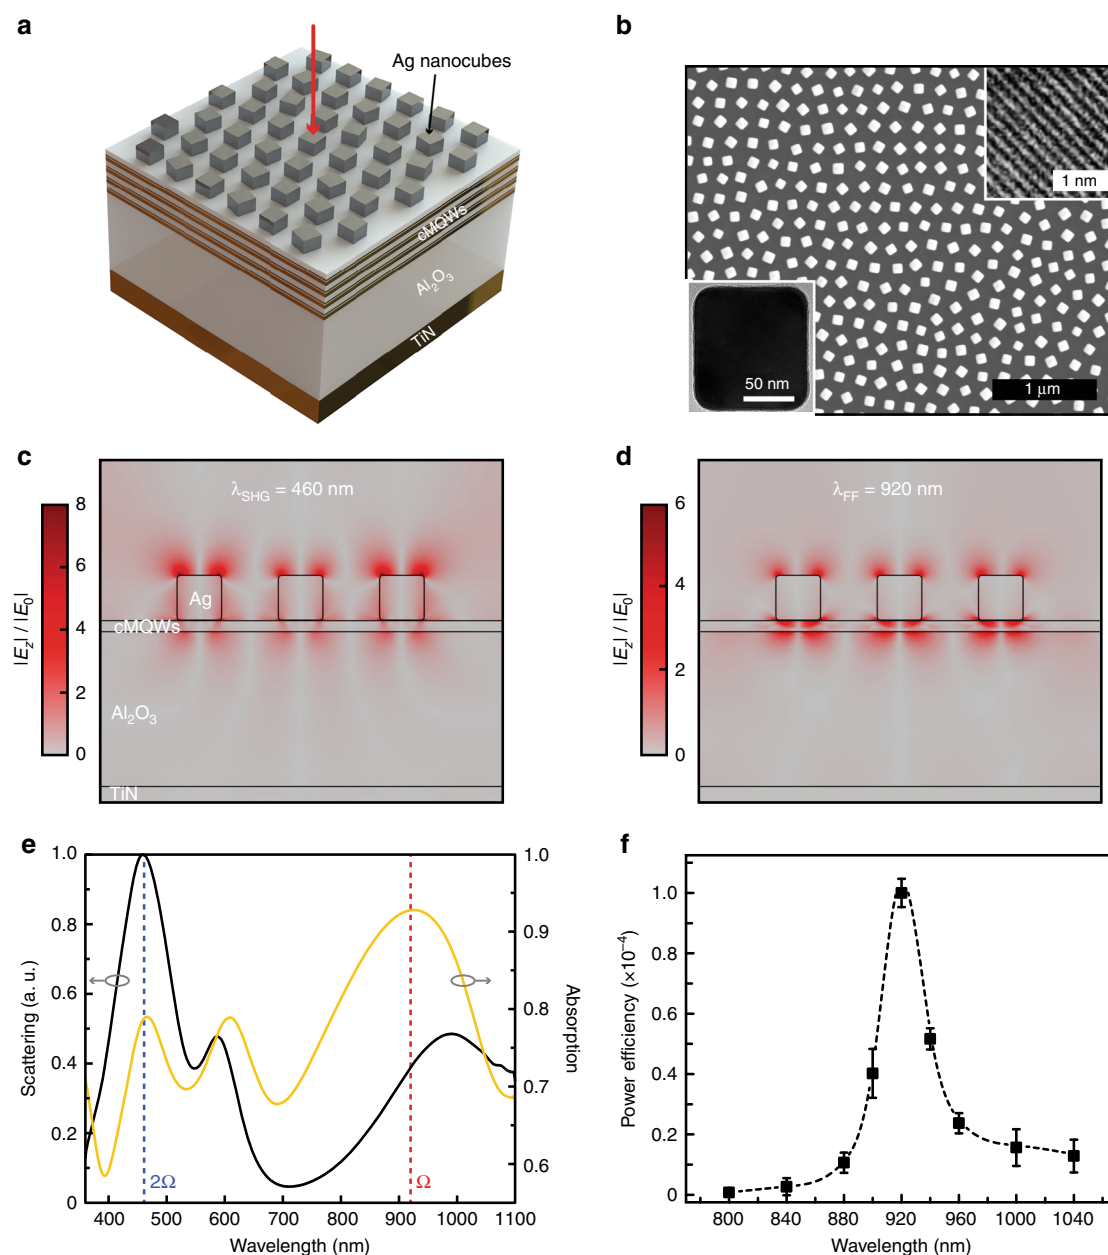 a
Ag nanocubes
cMQWs
Al₂O₃
TiN
b
1 nm
50 nm
1 μm
c
λSHG = 460 nm
8
6
4
2
0
|Ez| / |E0|
Ag
cMQWs
Al₂O₃
TiN
d
λFF = 920 nm
6
4
2
0
|Ez| / |E0|
e
1.0
0.8
0.6
0.4
0.2
0
Scattering (a. u.)
1.0
0.9
0.8
0.7
0.6
Absorption
2Ω
Ω
400 500 600 700 800 900 1000 1100
Wavelength (nm)
f
1.0
0.8
0.6
0.4
0.2
0
Power efficiency (×10⁻⁴)
800 840 880 920 960 1000 1040
Wavelength (nm)